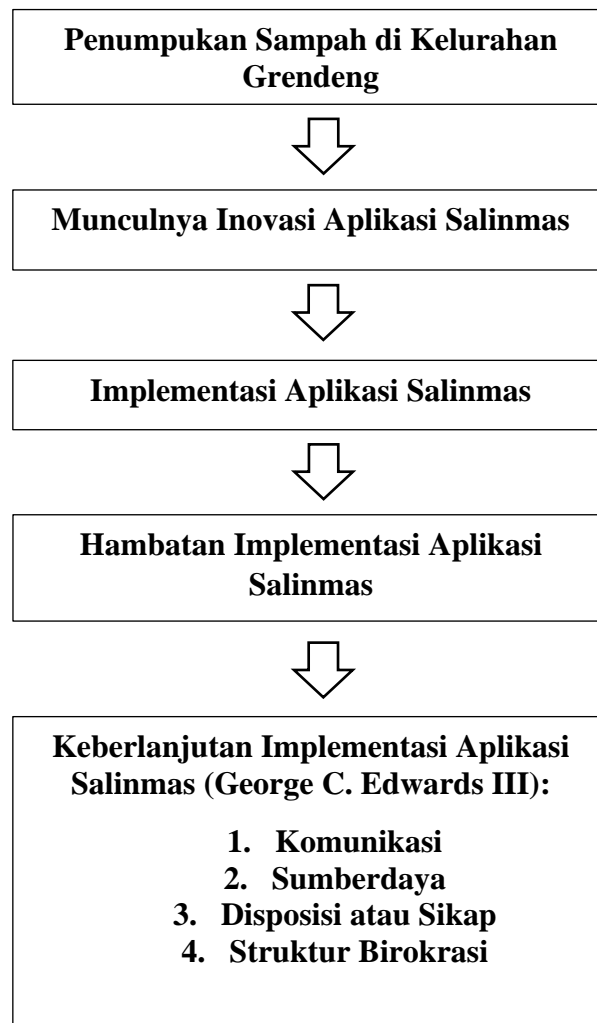 Penumpukan Sampah di Kelurahan
Grendeng
Munculnya Inovasi Aplikasi Salinmas
Implementasi Aplikasi Salinmas
Hambatan Implementasi Aplikasi
Salinmas
Keberlanjutan Implementasi Aplikasi
Salinmas (George C. Edwards III):
1. Komunikasi
2. Sumberdaya
3. Disposisi atau Sikap
4. Struktur Birokrasi